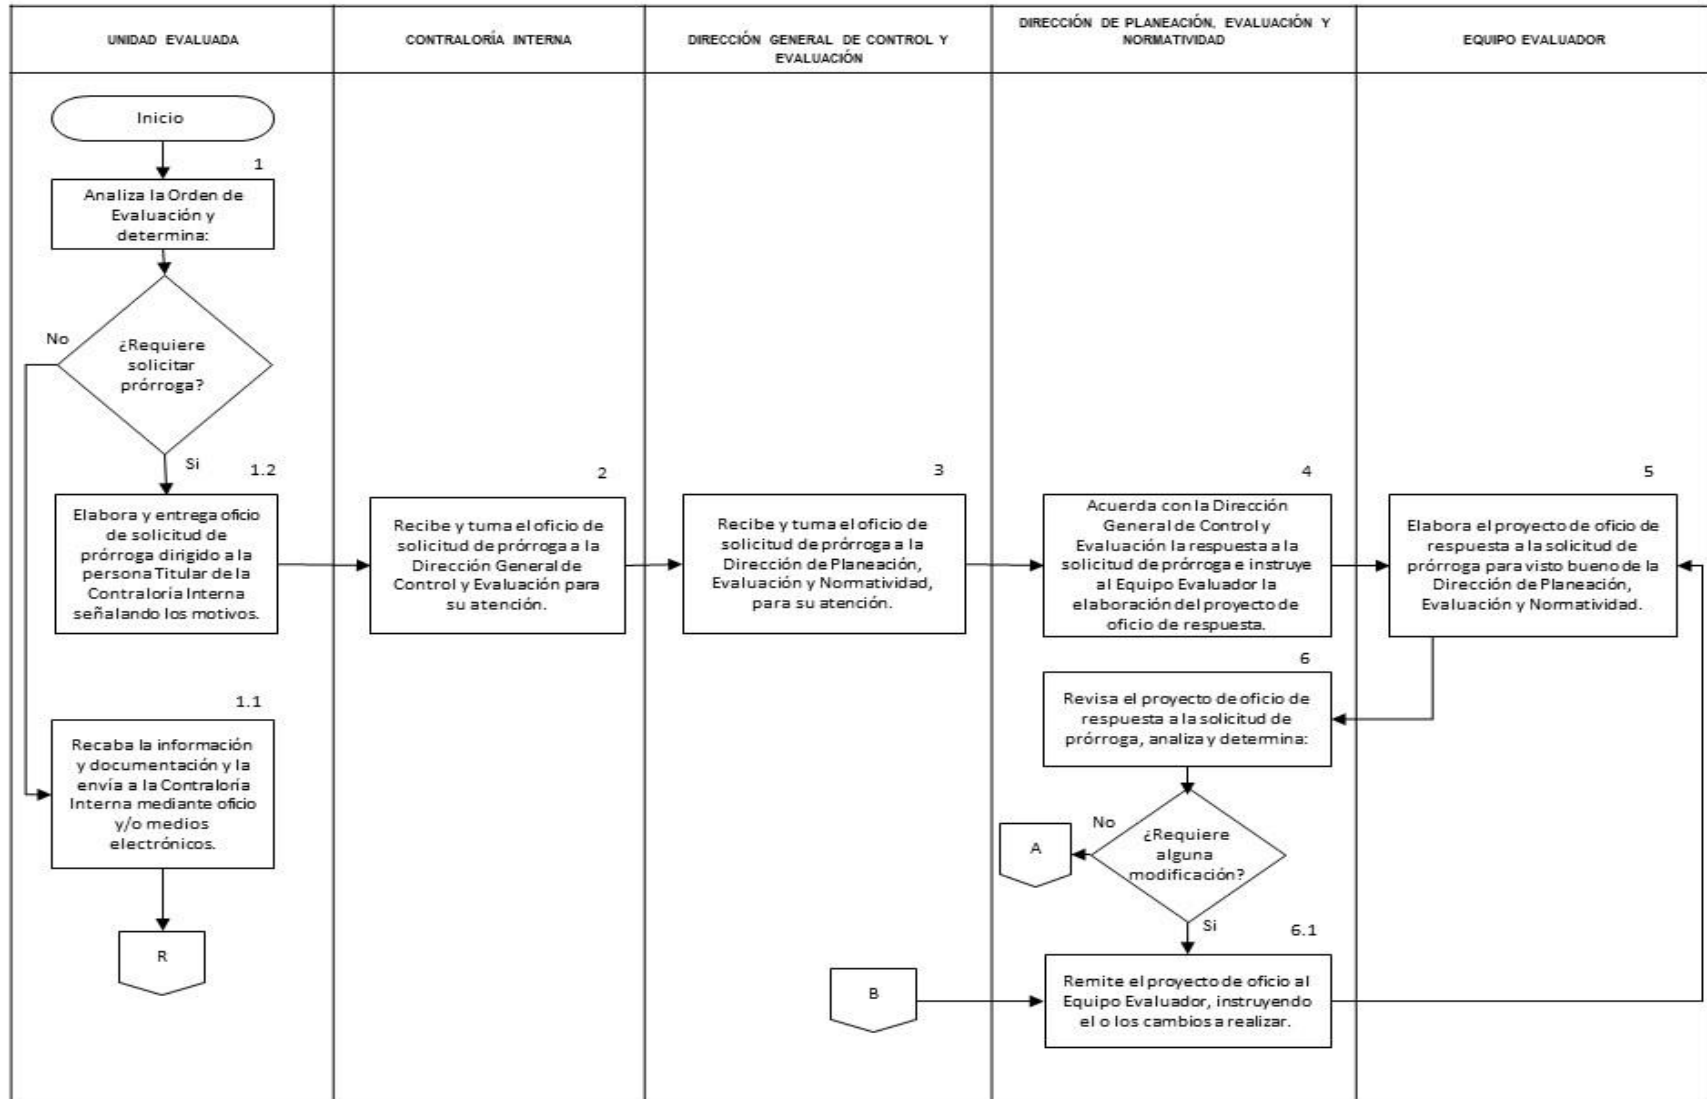 UNIDAD EVALUADA
CONTRALORÍA INTERNA
DIRECCIÓN GENERAL DE CONTROL Y
EVALUACIÓN
DIRECCIÓN DE PLANEACIÓN, EVALUACIÓN Y
NORMATIVIDAD
EQUIPO EVALUADOR
Inicio
1
Analiza la Orden de
Evaluación y
determina:
No
¿Requiere
solicitar
prórroga?
Si
1.2
Elabora y entrega oficio
de solicitud de
prórroga dirigido a la
persona Titular de la
Contraloría Interna
señalando los motivos.
2
Recibe y turna el oficio de
solicitud de prórroga a la
Dirección General de
Control y Evaluación para
su atención.
3
Recibe y turna el oficio de
solicitud de prórroga a la
Dirección de Planeación,
Evaluación y Normatividad,
para su atención.
4
Acuerda con la Dirección
General de Control y
Evaluación la respuesta a la
solicitud de prórroga e instruye
al Equipo Evaluador la
elaboración del proyecto de
oficio de respuesta.
5
Elabora el proyecto de oficio de
respuesta a la solicitud de
prórroga para visto bueno de la
Dirección de Planeación,
Evaluación y Normatividad.
1.1
Recaba la información
y documentación y la
envía a la Contraloría
Interna mediante oficio
y/o medios
electrónicos.
R
6
Revisa el proyecto de oficio de
respuesta a la solicitud de
prórroga, analiza y determina:
No
¿Requiere
alguna
modificación?
A
Si
6.1
B
Remite el proyecto de oficio al
Equipo Evaluador, instruyendo
el o los cambios a realizar.